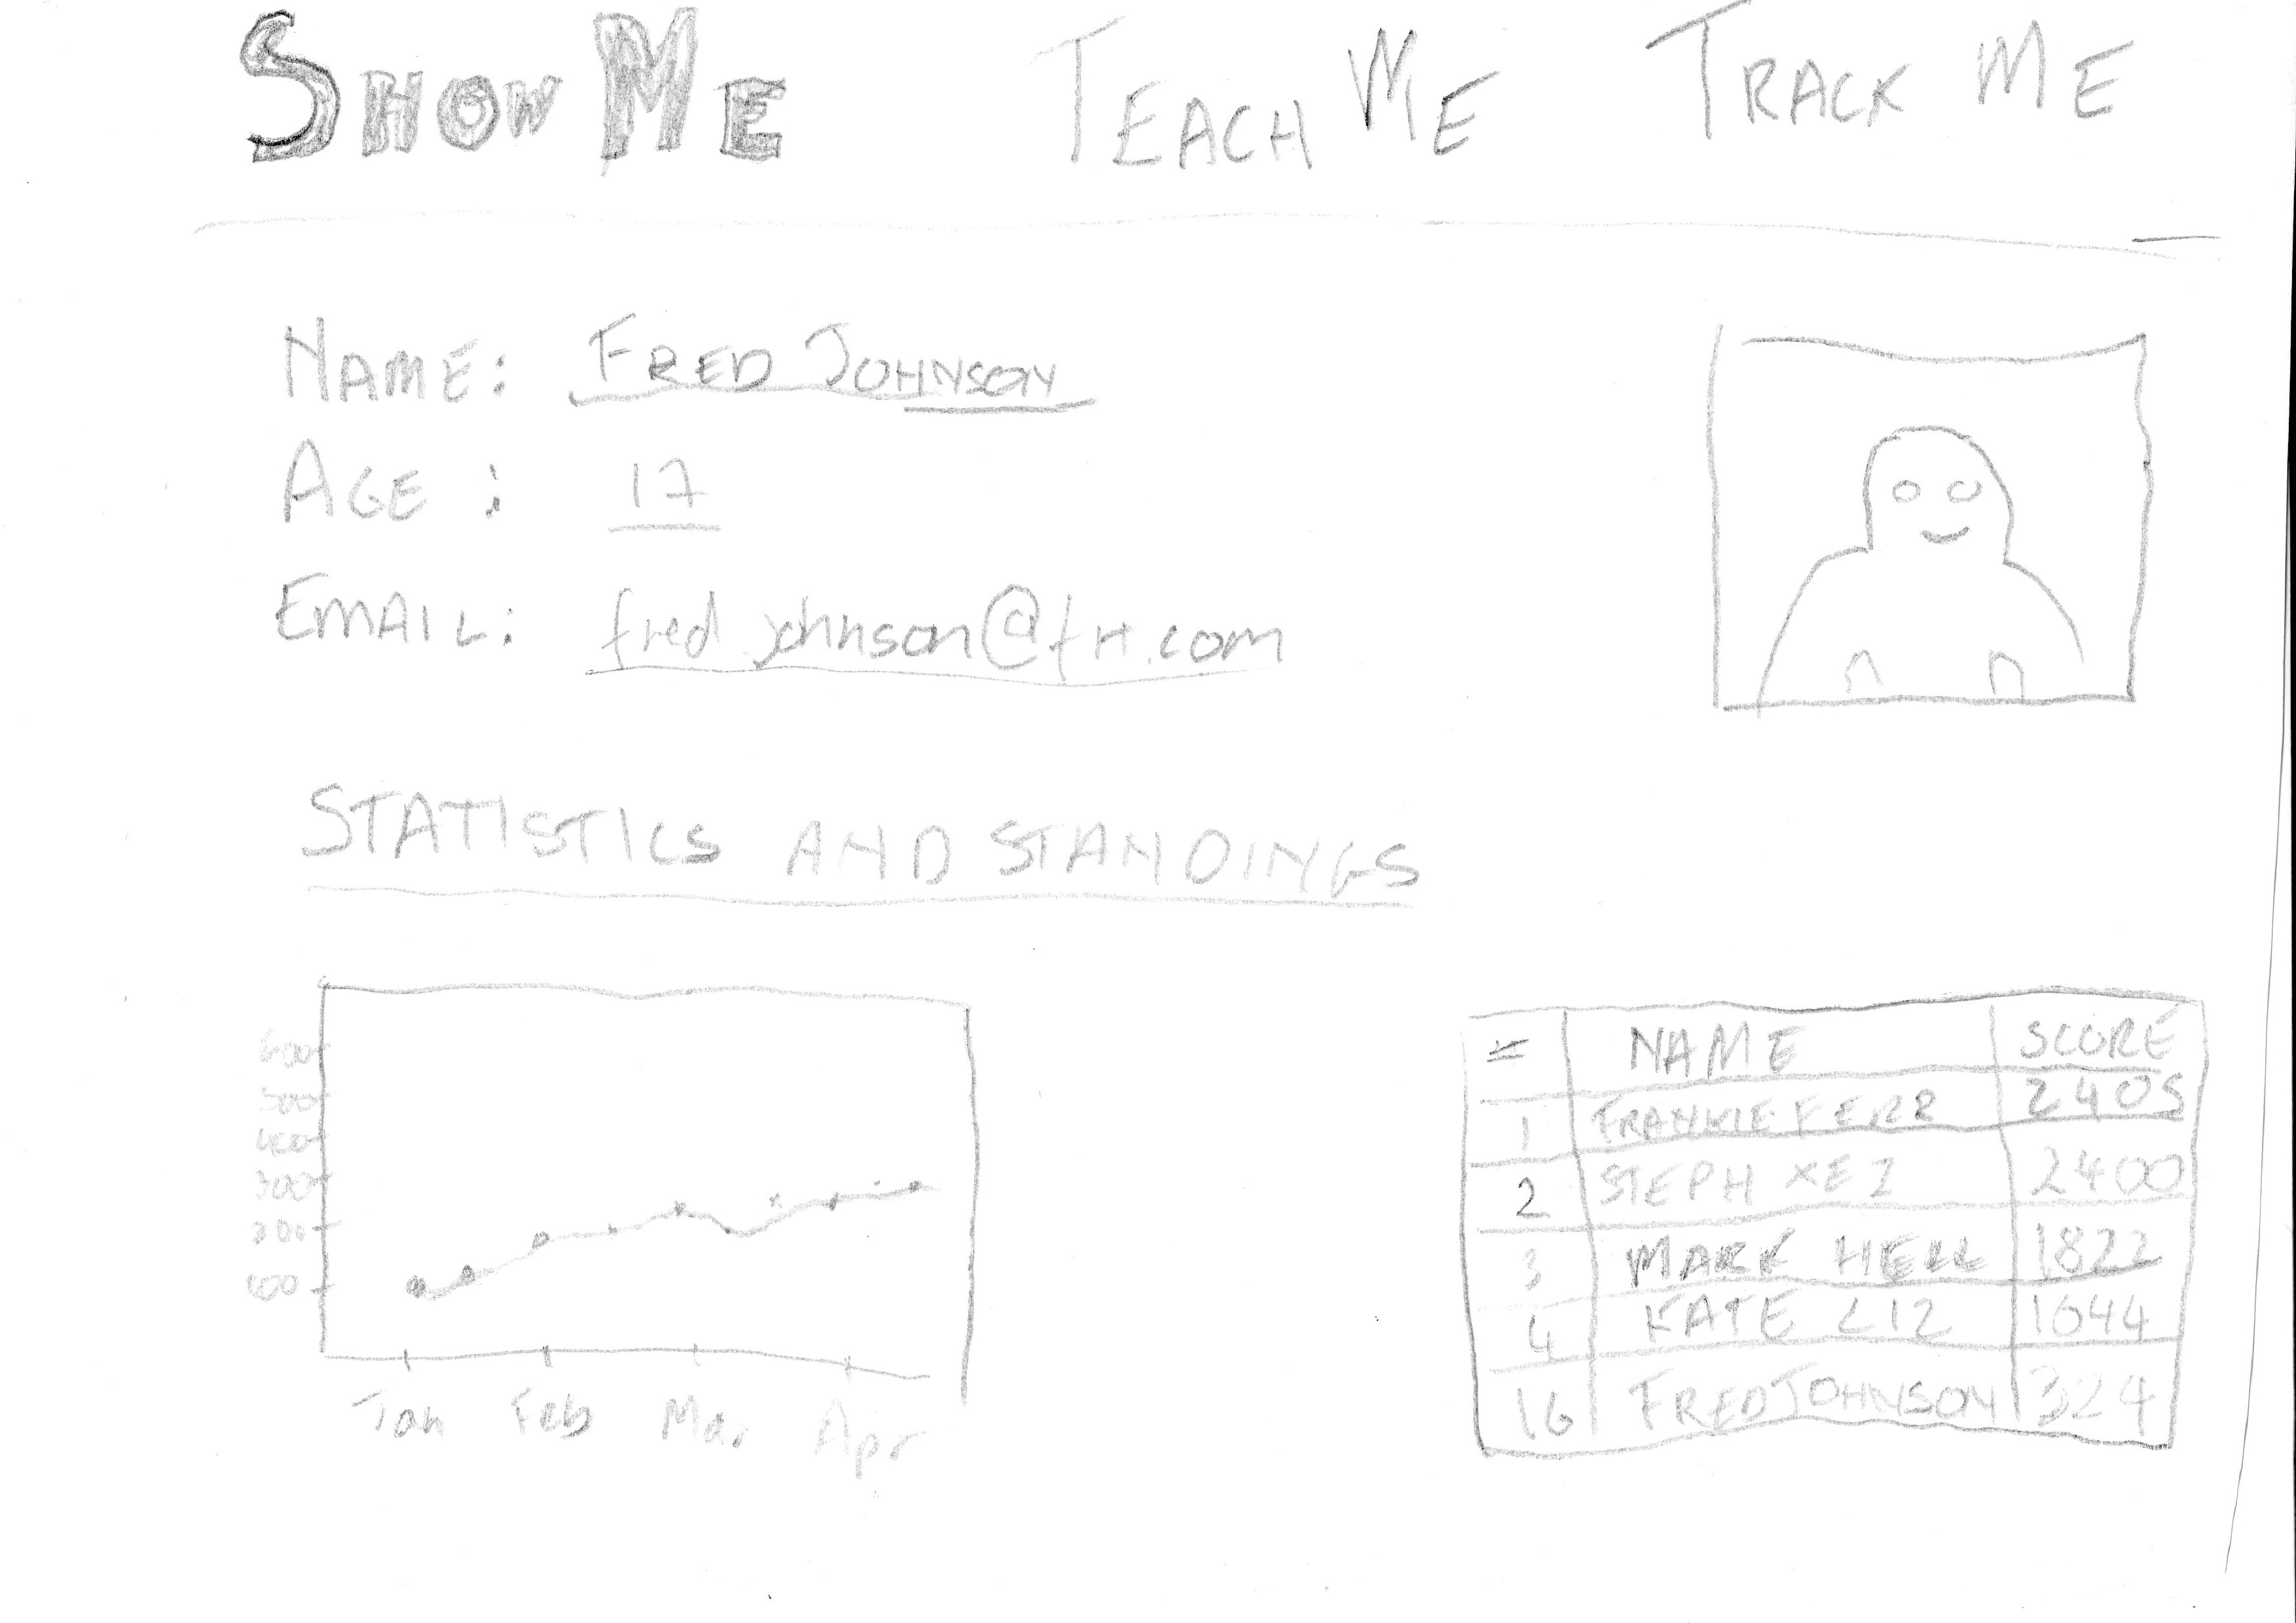 SHOW ME TEACH ME TRACK ME
NAME: FRED JOHNSON
AGE: 17
EMAIL: fred.johnson@frt.com
STATISTICS AND STANDINGS
600
500
400
300
200
100
Jan Feb Mar Apr
# NAME SCORE
1 FRANKIE FERR 2405
2 STEPH XEZ 2400
3 MARK HELL 1822
4 KATE LIZ 1644
16 FRED JOHNSON 324